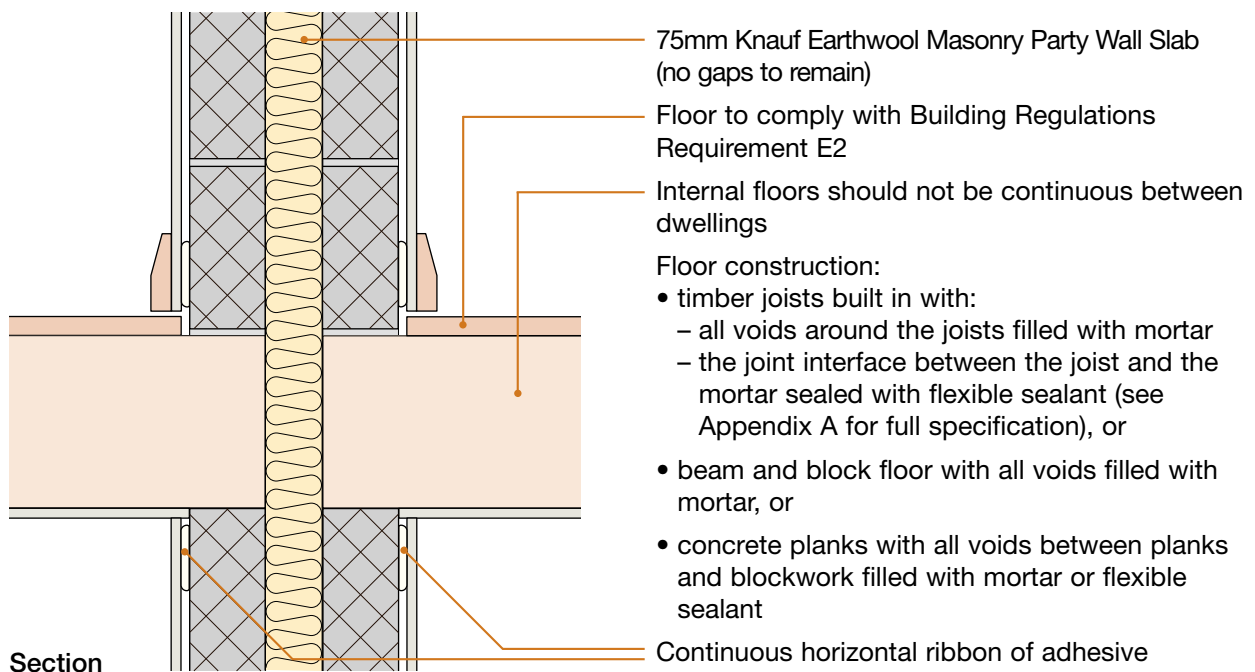 75mm Knauf Earthwool Masonry Party Wall Slab
(no gaps to remain)
Floor to comply with Building Regulations
Requirement E2
Internal floors should not be continuous between
dwellings
Floor construction:
• timber joists built in with:
– all voids around the joists filled with mortar
– the joint interface between the joist and the
mortar sealed with flexible sealant (see
Appendix A for full specification), or
• beam and block floor with all voids filled with
mortar, or
• concrete planks with all voids between planks
and blockwork filled with mortar or flexible
sealant
Continuous horizontal ribbon of adhesive
Section